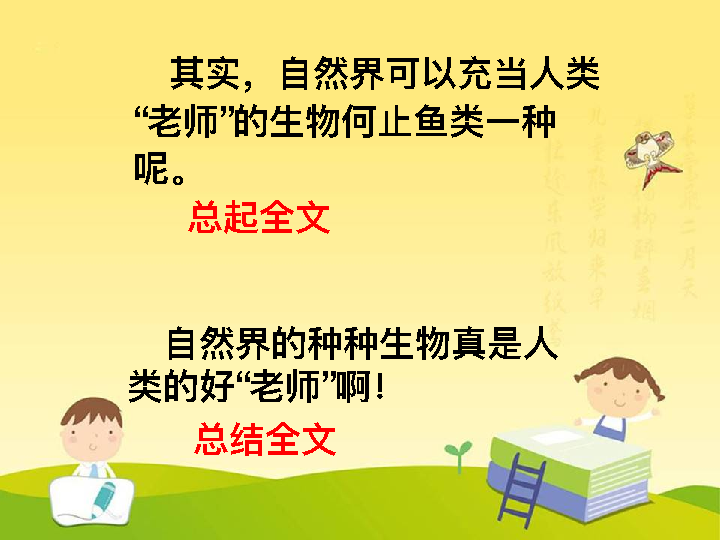 其实，自然界可以充当人类
“老师”的生物何止鱼类一种
呢。
总起全文
自然界的种种生物真是人
类的好“老师”啊！
总结全文